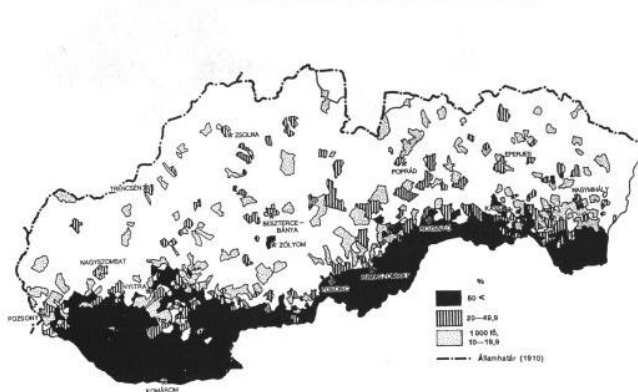 ZSOLNA
EPERJES
POPRÁD
TRENCSÉN
NAGYMIHÁLY
BESZTERCE-
BÁNYA
ZÓLYOM
NAGYSZOMBAT
NYITRA
POZSONY
KOMÁROM
%
50 <
20—49,9
1 000 fő,
10—19,9
Államhatár (1910)